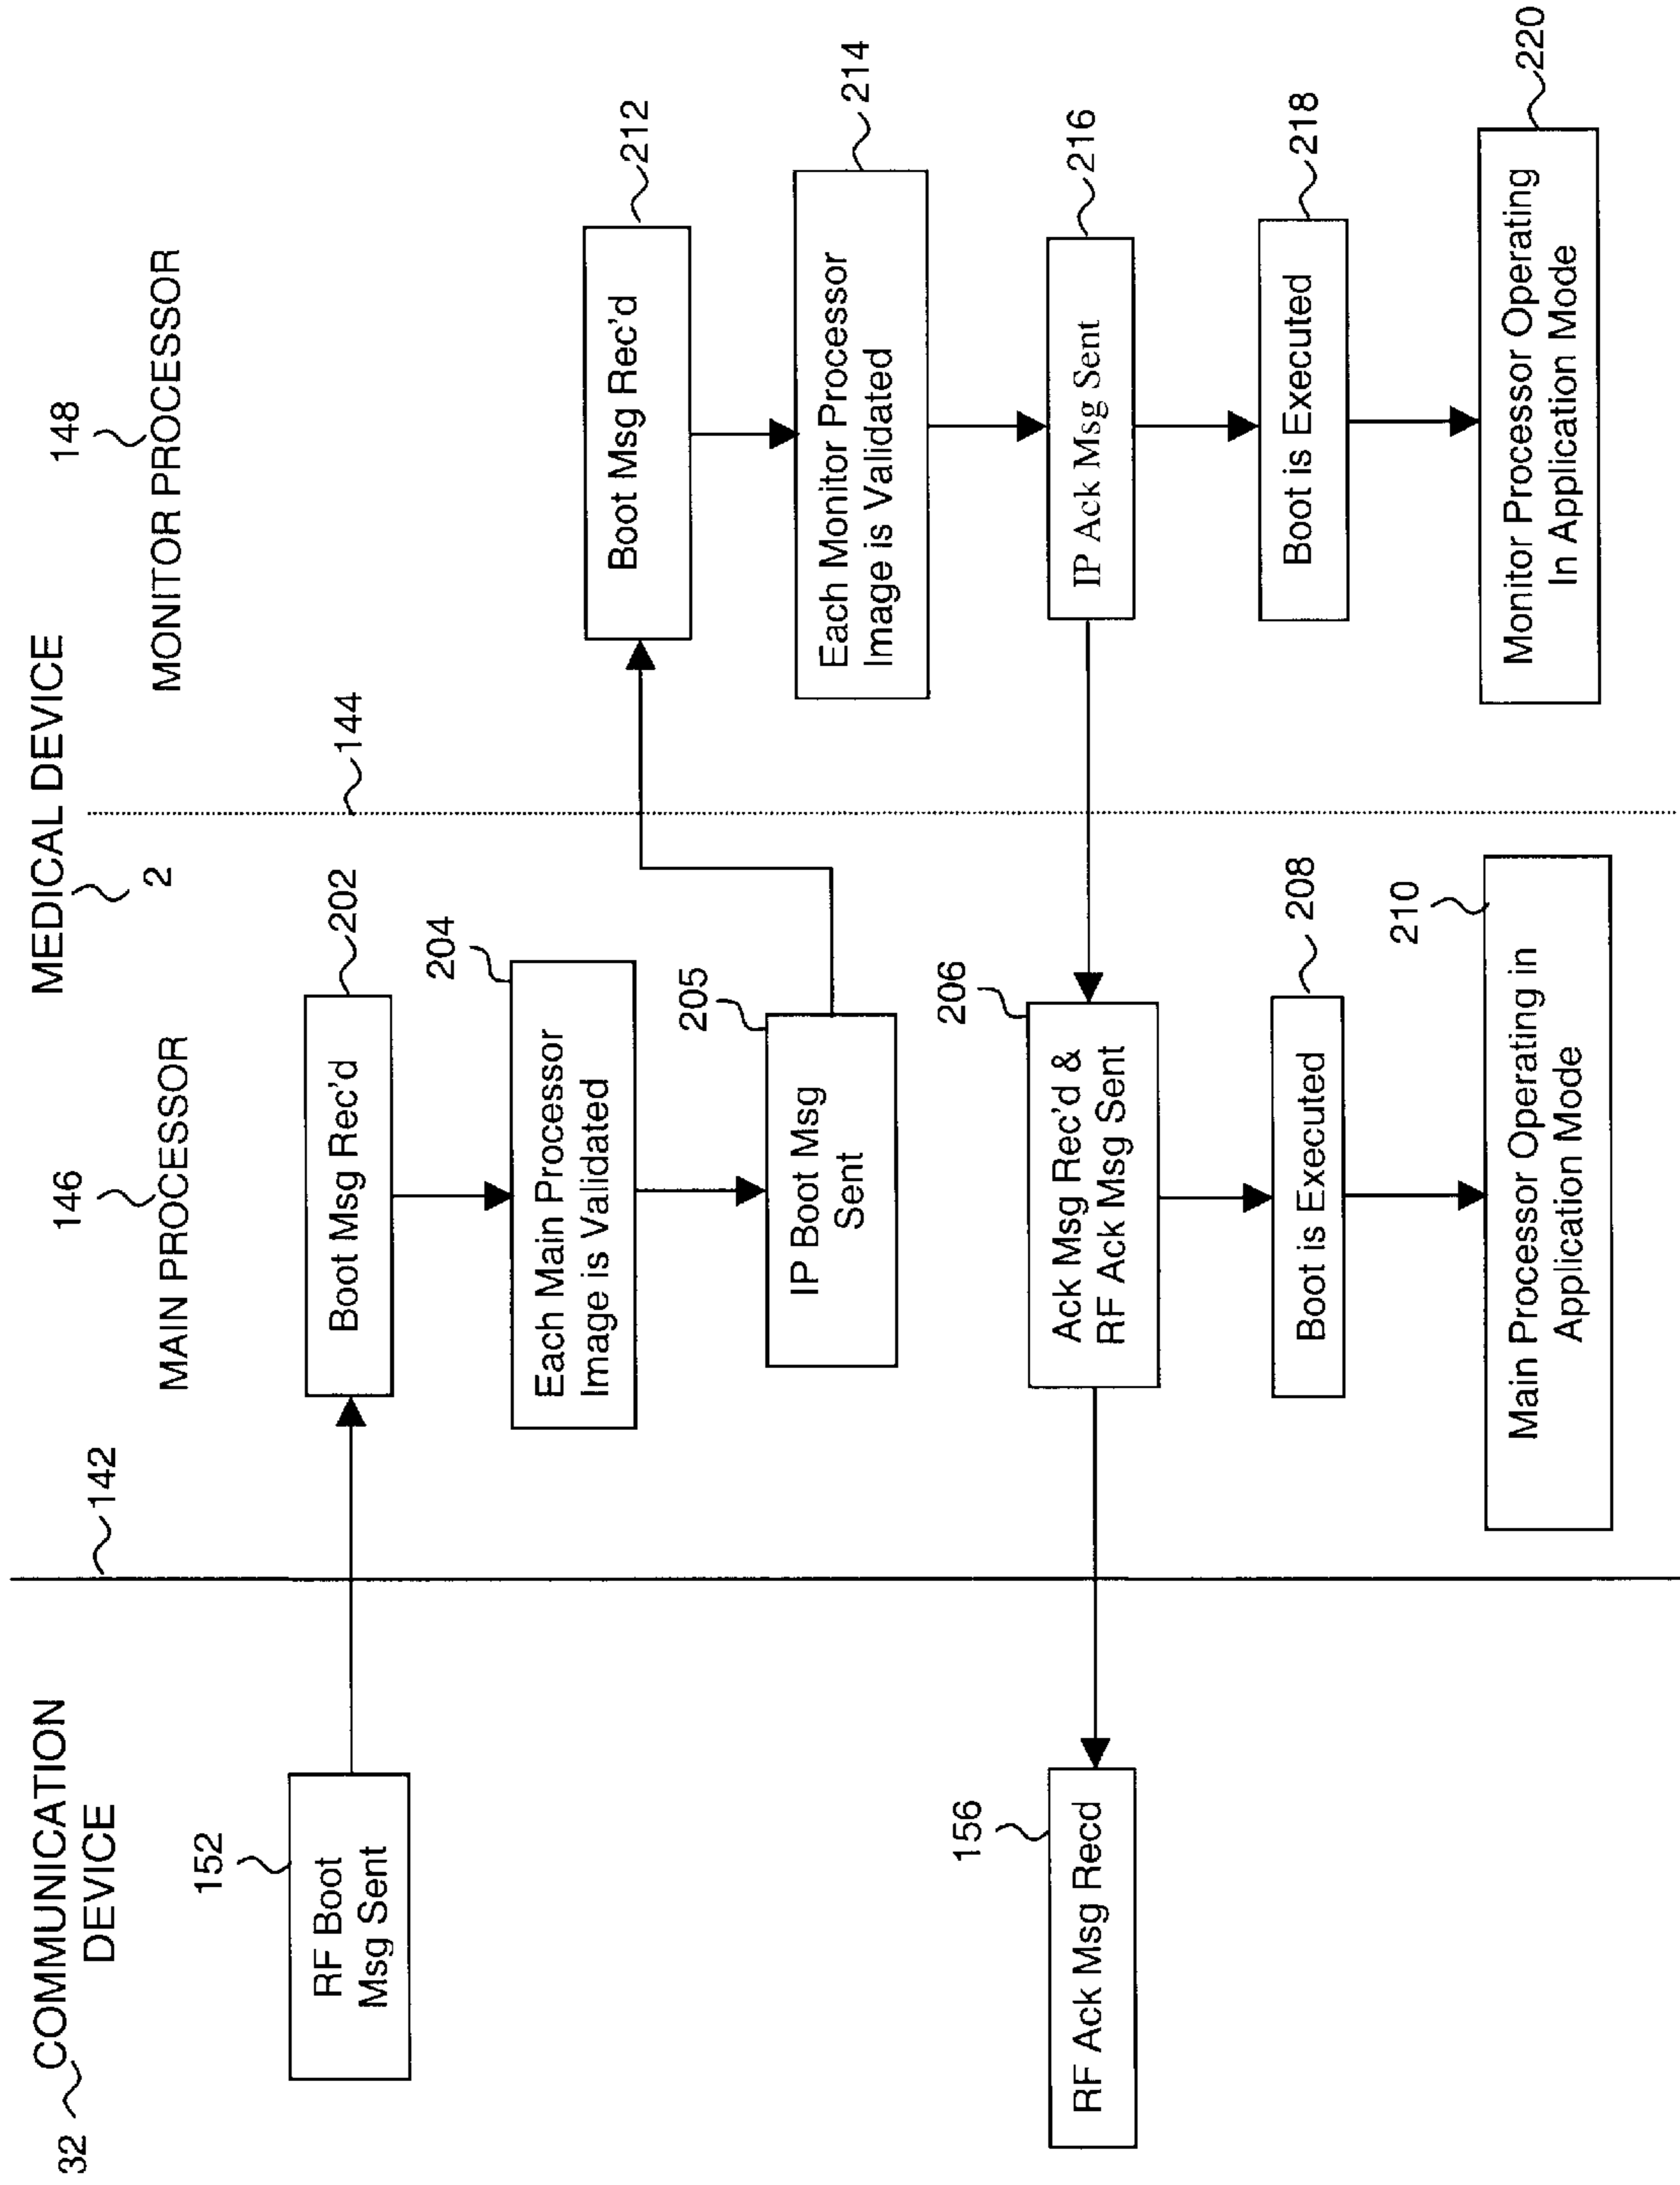 32 COMMUNICATION
DEVICE
MEDICAL DEVICE
2
142
146
MAIN PROCESSOR
144
148
MONITOR PROCESSOR
152
RF Boot
Msg Sent
202
Boot Msg Rec'd
204
Each Main Processor
Image is Validated
205
IP Boot Msg
Sent
212
Boot Msg Rec'd
214
Each Monitor Processor
Image is Validated
216
IP Ack Msg Sent
206
Ack Msg Rec'd &
RF Ack Msg Sent
156
RF Ack Msg Recd
208
Boot is Executed
218
Boot is Executed
210
Main Processor Operating in
Application Mode
220
Monitor Processor Operating
In Application Mode